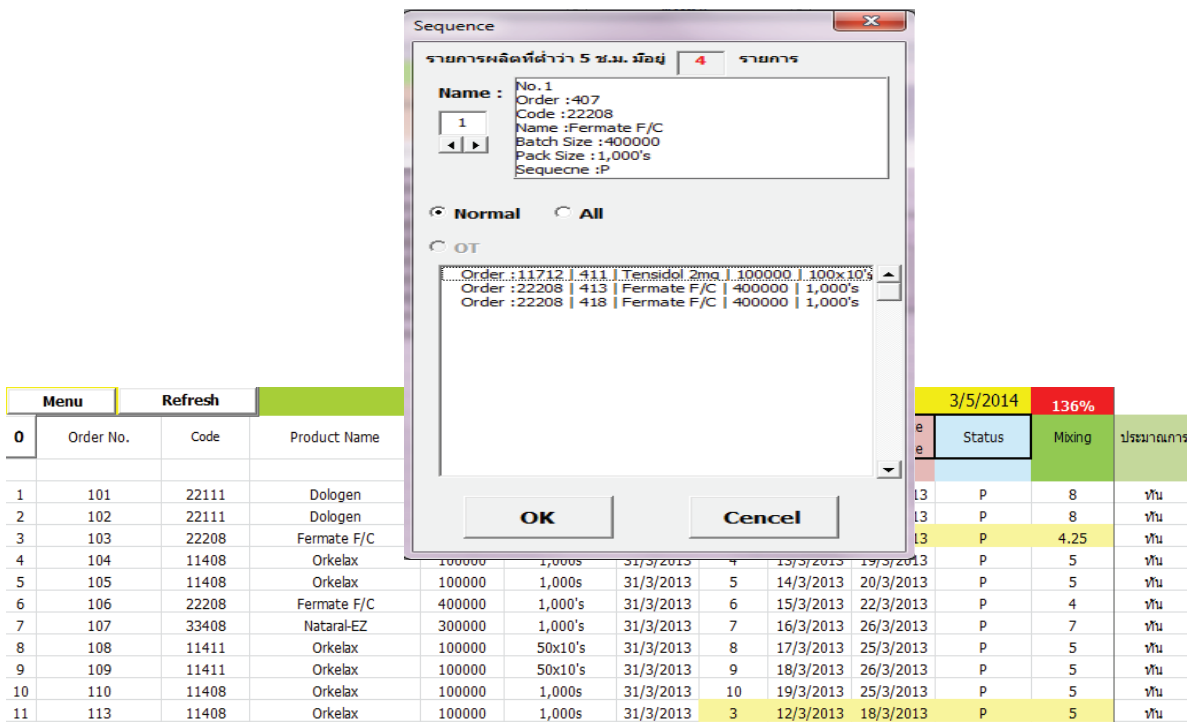 Sequence
รายการผลิตที่ต่ำว่า 5 ช.ม. มีอยู่ 4 รายการ
Name :
1
No.1
Order :407
Code :22208
Name :Fermate F/C
Batch Size :400000
Pack Size :1,000's
Sequecne :P
Normal All
OT
Order :11712 | 411 | Tensidol 2mg | 100000 | 100x10's
Order :22208 | 413 | Fermate F/C | 400000 | 1,000's
Order :22208 | 418 | Fermate F/C | 400000 | 1,000's
OK Cencel
Menu Refresh 3/5/2014 136%
0 Order No. Code Product Name e e Status Mixing ประมาณการ
1 101 22111 Dologen 13 P 8 ทัน
2 102 22111 Dologen 13 P 8 ทัน
3 103 22208 Fermate F/C 13 P 4.25 ทัน
4 104 11408 Orkelax 100000 1,000s 31/3/2013 4 13/3/2013 19/3/2013 P 5 ทัน
5 105 11408 Orkelax 100000 1,000s 31/3/2013 5 14/3/2013 20/3/2013 P 5 ทัน
6 106 22208 Fermate F/C 400000 1,000's 31/3/2013 6 15/3/2013 22/3/2013 P 4 ทัน
7 107 33408 Nataral-EZ 300000 1,000's 31/3/2013 7 16/3/2013 26/3/2013 P 7 ทัน
8 108 11411 Orkelax 100000 50x10's 31/3/2013 8 17/3/2013 25/3/2013 P 5 ทัน
9 109 11411 Orkelax 100000 50x10's 31/3/2013 9 18/3/2013 26/3/2013 P 5 ทัน
10 110 11408 Orkelax 100000 1,000s 31/3/2013 10 19/3/2013 25/3/2013 P 5 ทัน
11 113 11408 Orkelax 100000 1,000s 31/3/2013 3 12/3/2013 18/3/2013 P 5 ทัน